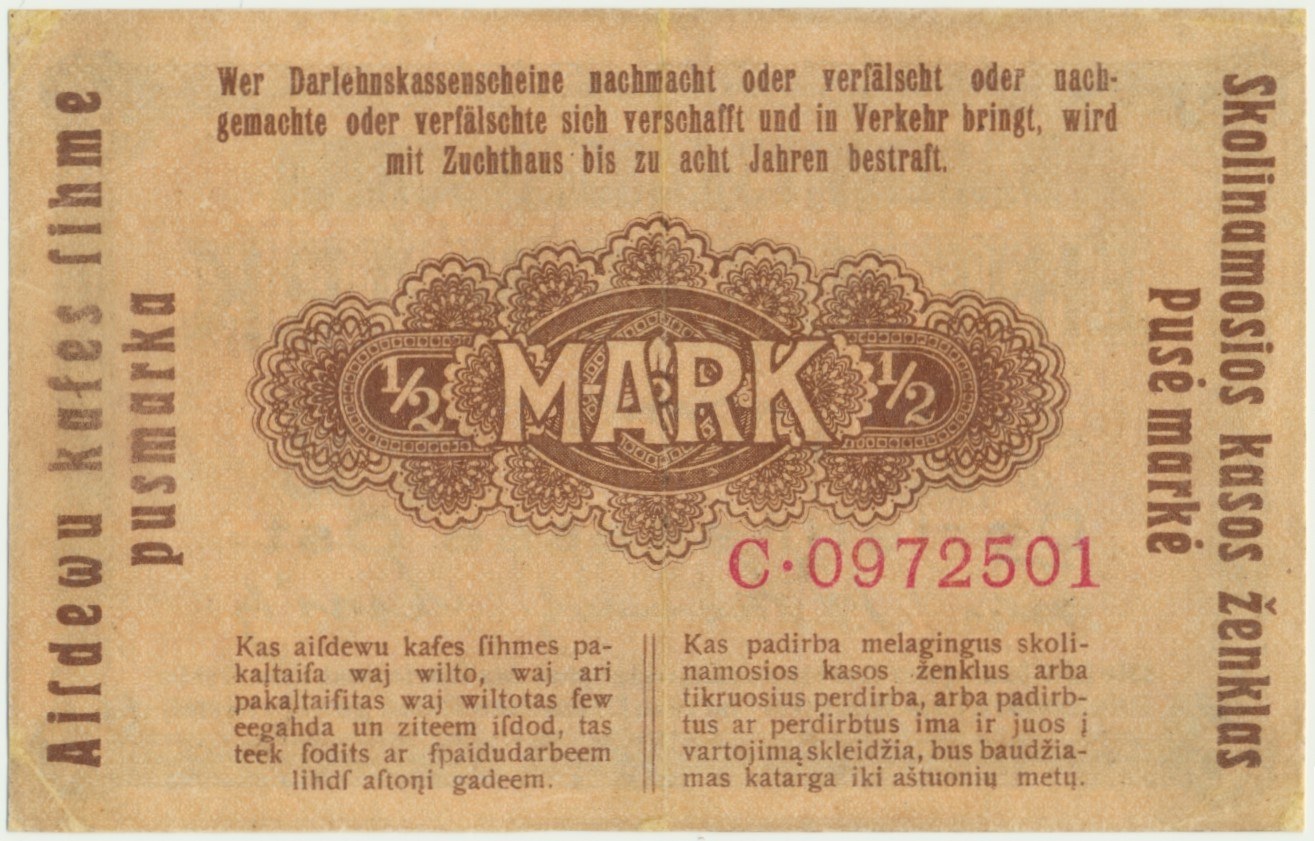 Wer Darlehnskassenscheine nachmacht oder verfälscht oder nach-
gemachte oder verfälschte sich verschafft und in Verkehr bringt, wird
mit Zuchthaus bis zu acht Jahren bestraft.
Aiſdewu kaſes ſihme
pusmarka
1/2 MARK 1/2
Skolinamosios kasos ženklas
Pusė markė
C·0972501
Kas aiſdewu kaſes ſihmes pa-
kaļtaiſa waj wilto, waj ari
pakaļtaiſitas waj wiltotas ſew
eegahda un ziteem iſdod, tas
teek ſodits ar ſpaidudarbeem
lihdſ aſtoņi gadeem.
Kas padirba melagingus skoli-
namosios kasos ženklus arba
tikruosius perdirba, arba padirb-
tus ar perdirbtus ima ir juos į
vartojimą skleidžia, bus baudžia-
mas katarga iki aštuonių metų.